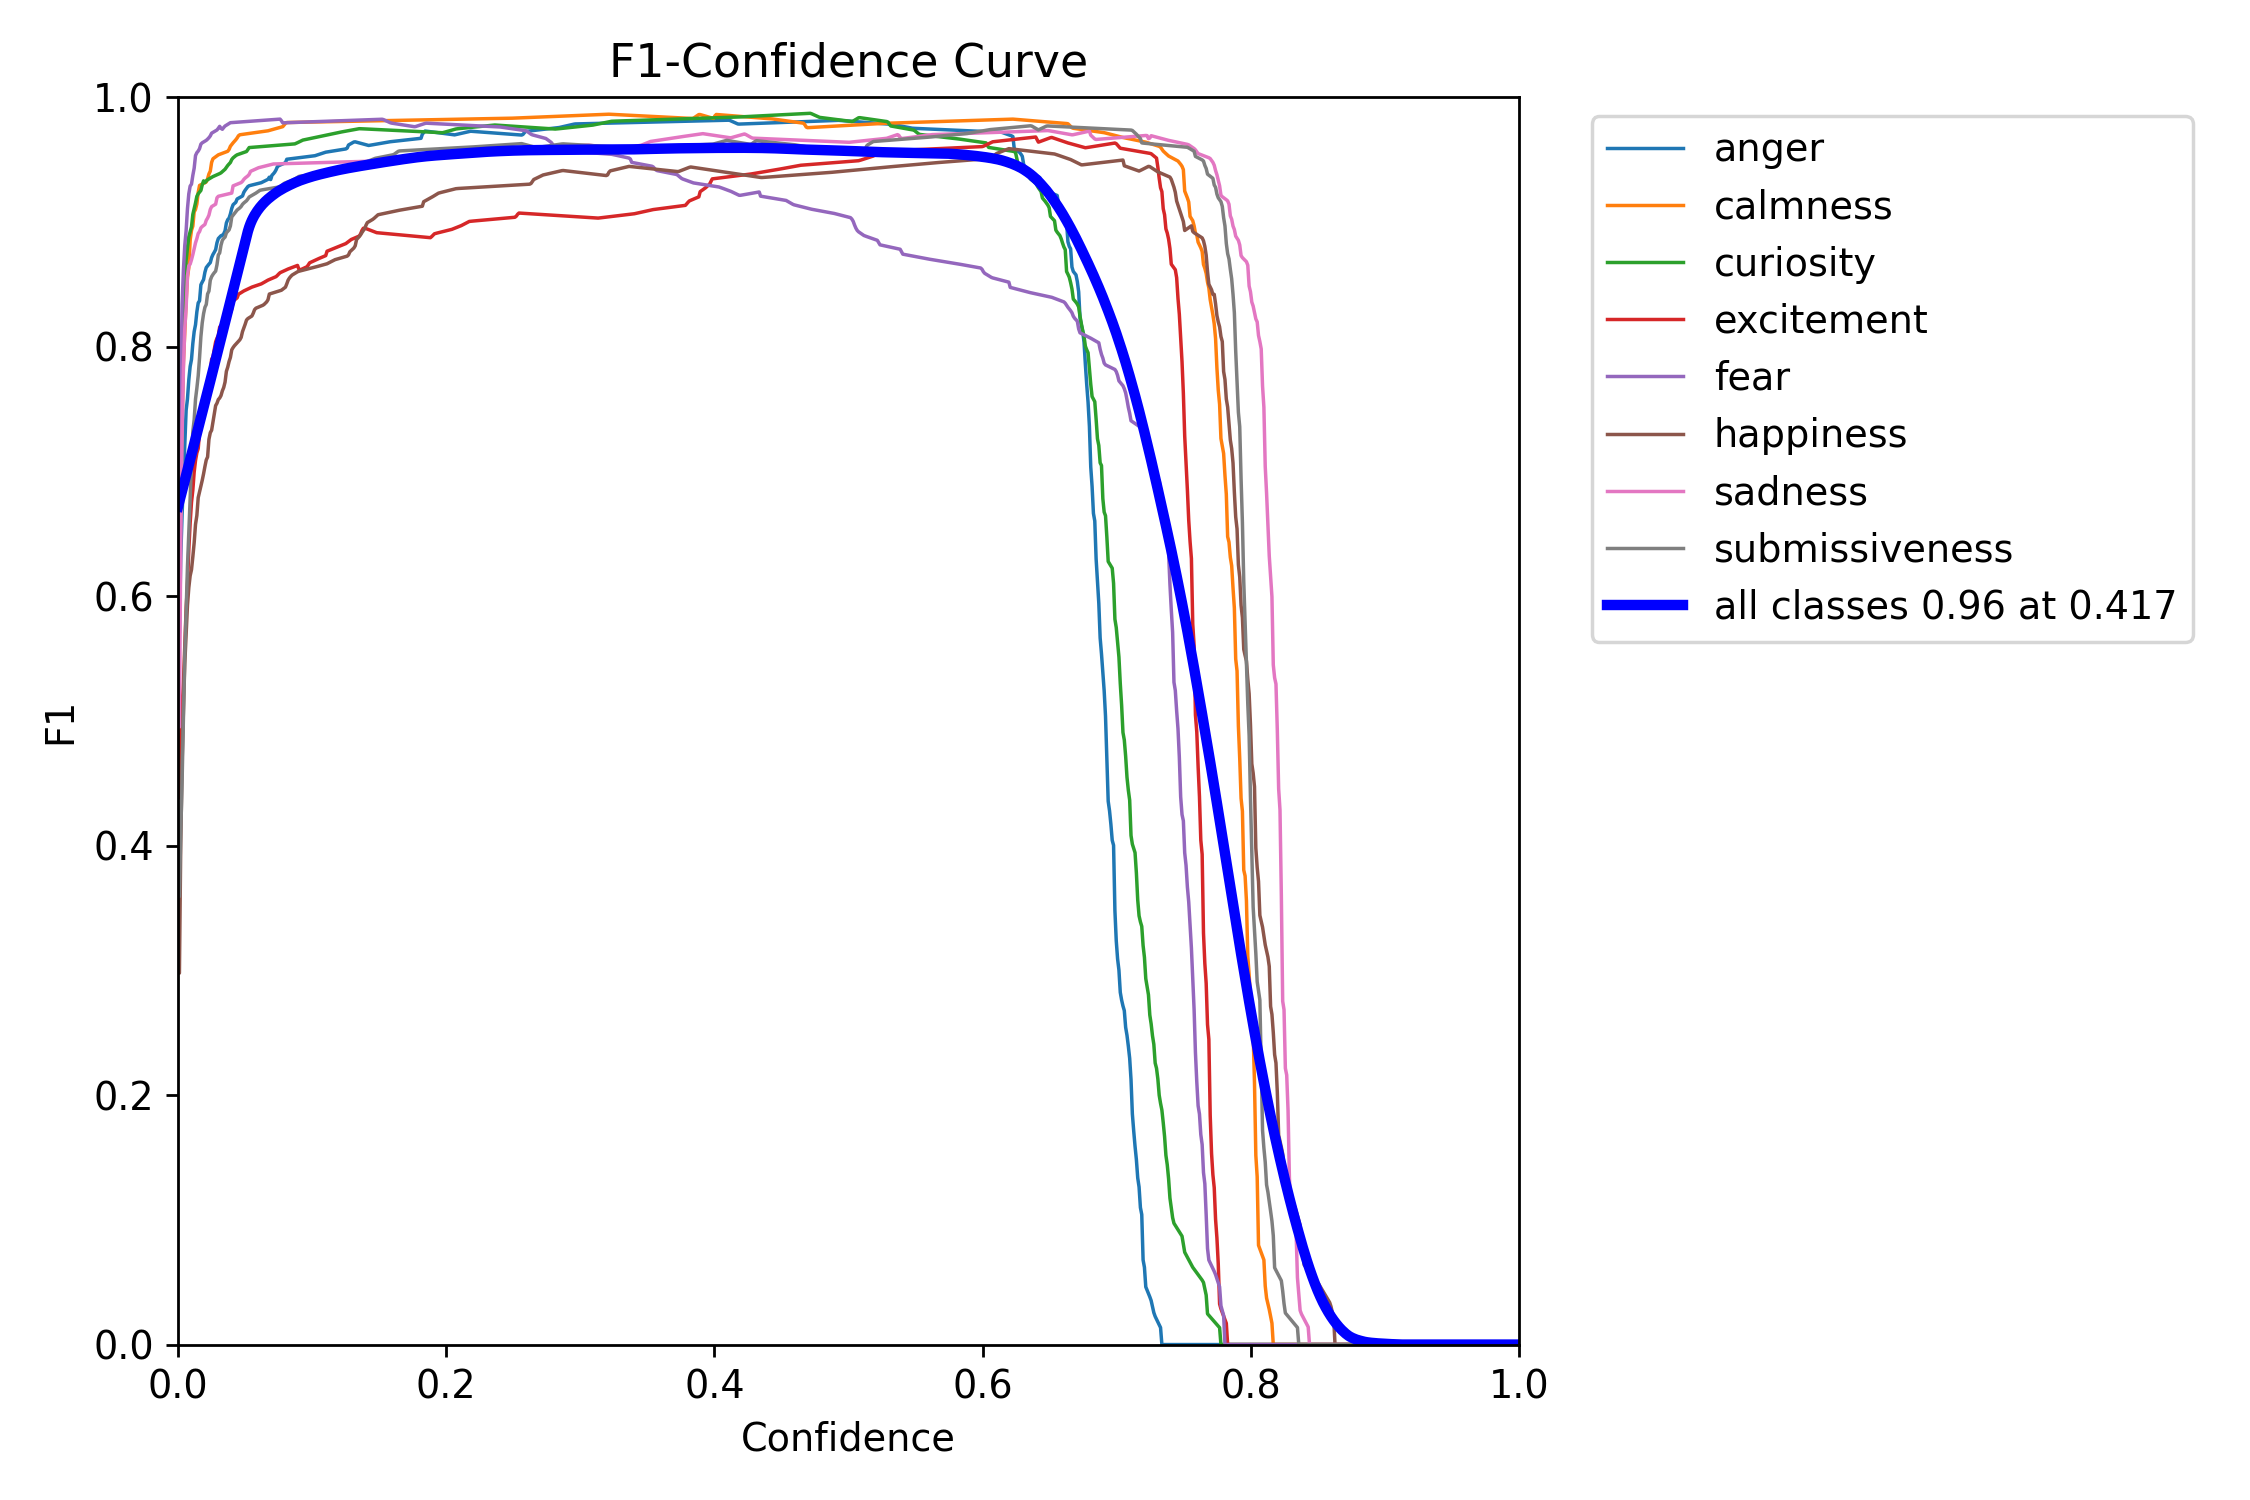 F1-Confidence Curve
1.0
0.8
0.6
0.4
0.2
0.0
F1
0.0 0.2 0.4 0.6 0.8 1.0
Confidence
anger
calmness
curiosity
excitement
fear
happiness
sadness
submissiveness
all classes 0.96 at 0.417